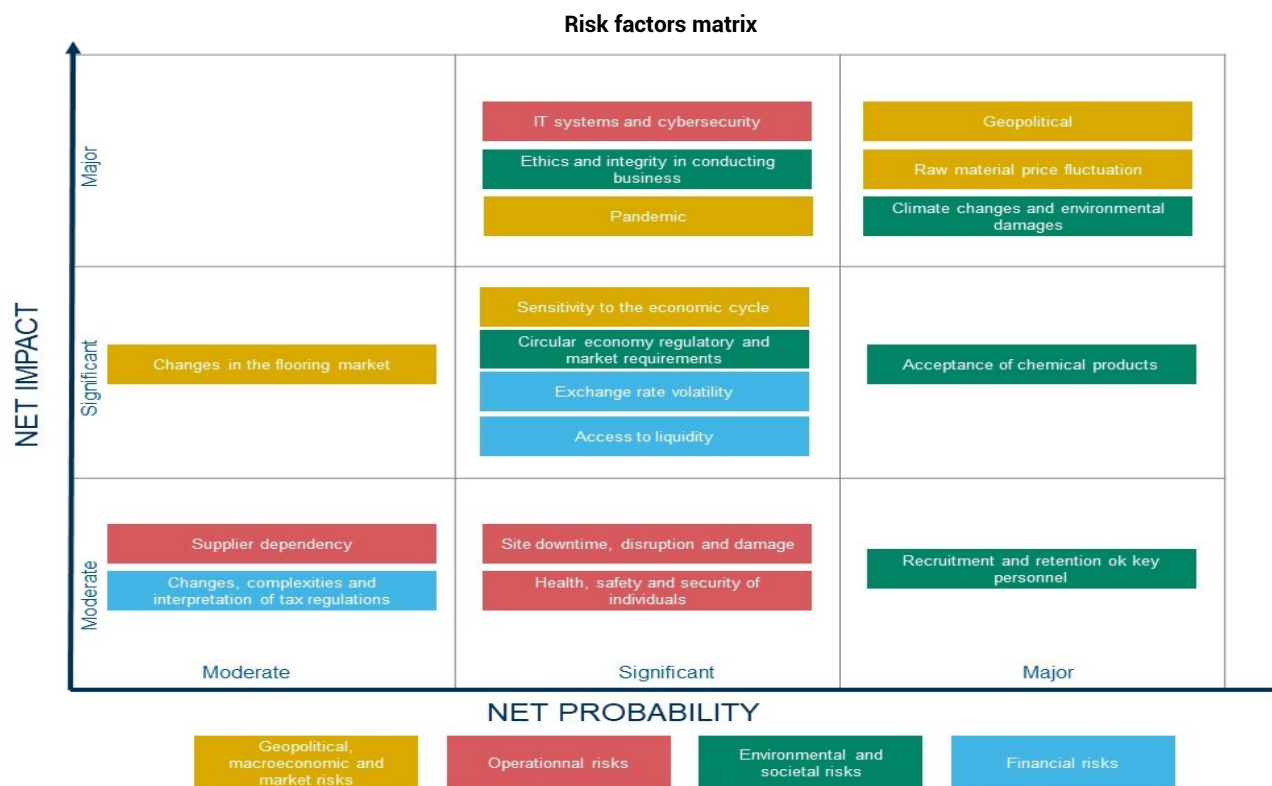 Risk factors matrix
NET IMPACT
Major
IT systems and cybersecurity
Ethics and integrity in conducting
business
Pandemic
Geopolitical
Raw material price fluctuation
Climate changes and environmental
damages
Significant
Changes in the flooring market
Sensitivity to the economic cycle
Circular economy regulatory and
market requirements
Exchange rate volatility
Access to liquidity
Acceptance of chemical products
Moderate
Supplier dependency
Changes, complexities and
interpretation of tax regulations
Site downtime, disruption and damage
Health, safety and security of
individuals
Recruitment and retention ok key
personnel
Moderate
Significant
Major
NET PROBABILITY
Geopolitical,
macroeconomic and
market risks
Operationnal risks
Environmental and
societal risks
Financial risks